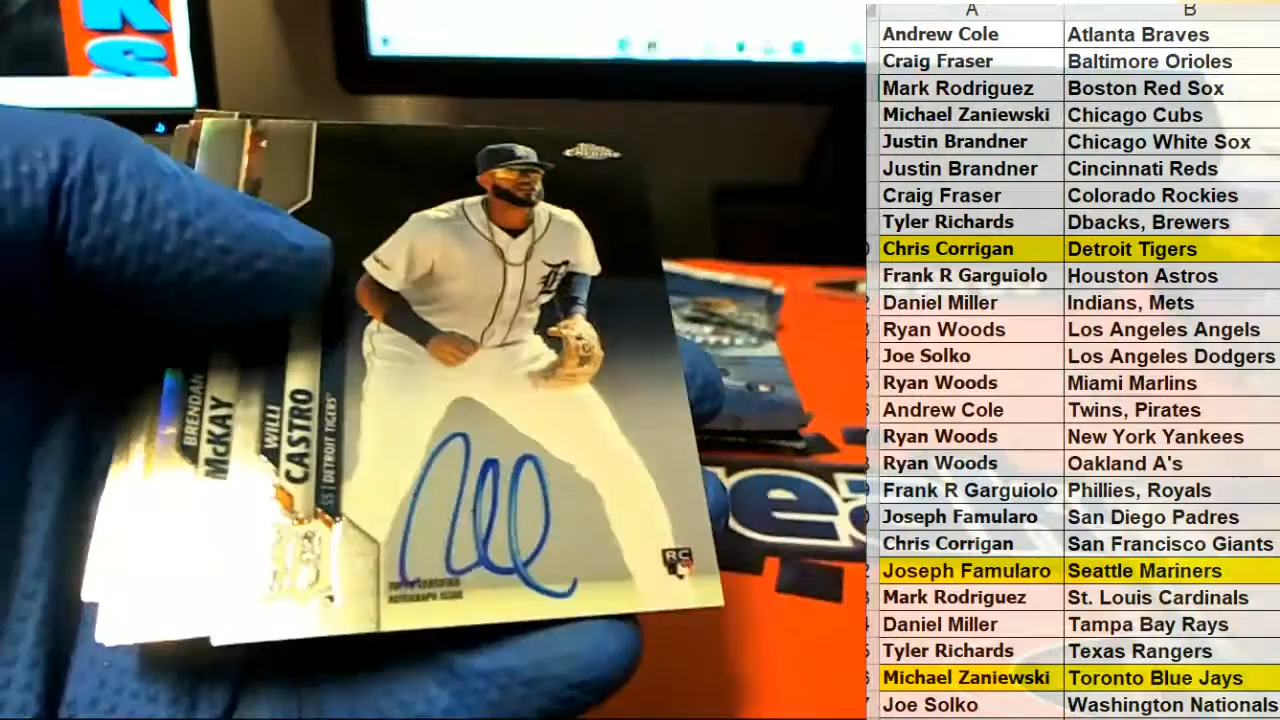 KS
CHROME
BRENDAN
McKAY
WILLI
CASTRO
SS | DETROIT TIGERS
TOPPS CERTIFIED
AUTOGRAPH ISSUE
RC
A B
Andrew Cole Atlanta Braves
Craig Fraser Baltimore Orioles
Mark Rodriguez Boston Red Sox
Michael Zaniewski Chicago Cubs
Justin Brandner Chicago White Sox
Justin Brandner Cincinnati Reds
Craig Fraser Colorado Rockies
Tyler Richards Dbacks, Brewers
Chris Corrigan Detroit Tigers
Frank R Garguiolo Houston Astros
Daniel Miller Indians, Mets
Ryan Woods Los Angeles Angels
Joe Solko Los Angeles Dodgers
Ryan Woods Miami Marlins
Andrew Cole Twins, Pirates
Ryan Woods New York Yankees
Ryan Woods Oakland A's
Frank R Garguiolo Phillies, Royals
Joseph Famularo San Diego Padres
Chris Corrigan San Francisco Giants
Joseph Famularo Seattle Mariners
Mark Rodriguez St. Louis Cardinals
Daniel Miller Tampa Bay Rays
Tyler Richards Texas Rangers
Michael Zaniewski Toronto Blue Jays
Joe Solko Washington Nationals